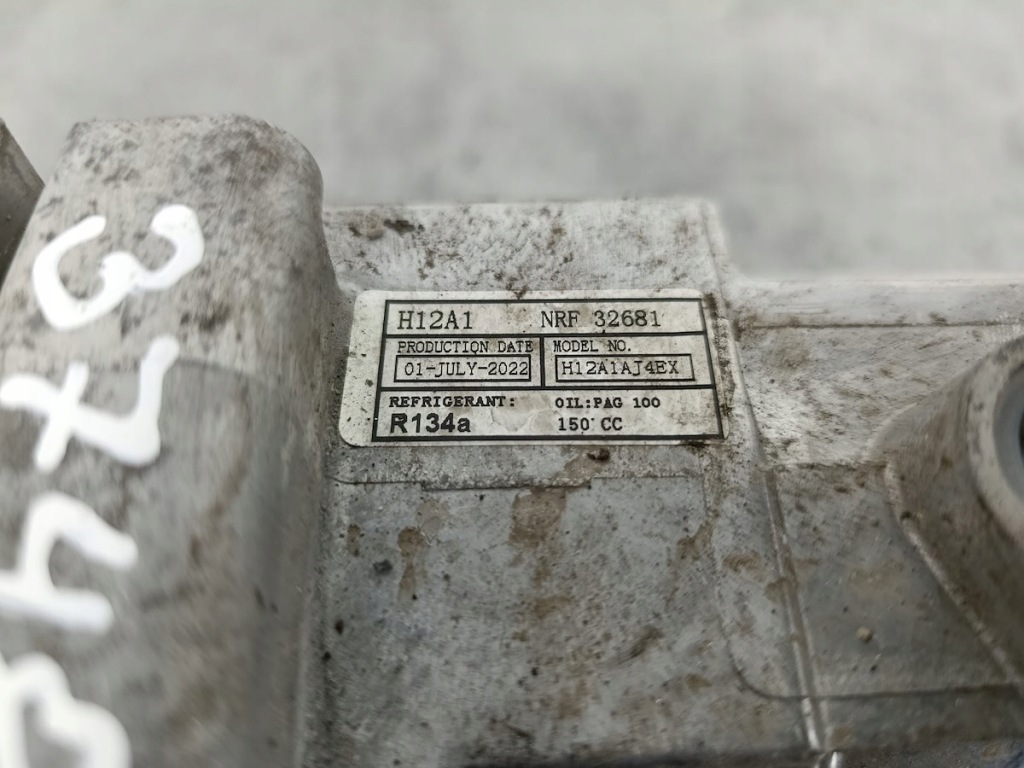 H12A1 NRF 32681
PRODUCTION DATE MODEL NO.
01-JULY-2022 H12A1AJ4EX
REFRIGERANT: OIL:PAG 100
R134a 150 CC